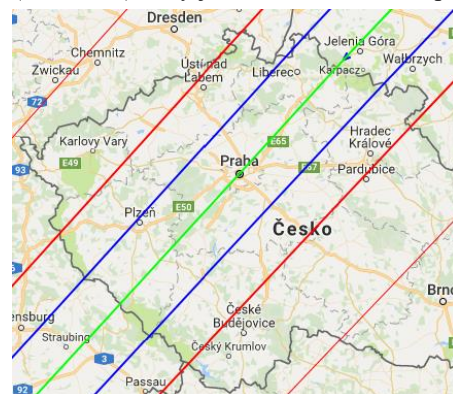 Dresden
Chemnitz
Jelenia Góra
Zwickau
Ústí nad
Labem
Liberec
Karpacz
Wałbrzych
72
Karlovy Vary
E65
Hradec
Králové
93
E49
Praha
E67
Pardubice
Plzeň
E50
Česko
Brno
České
Budějovice
Straubing
3
Český Krumlov
92
Passau